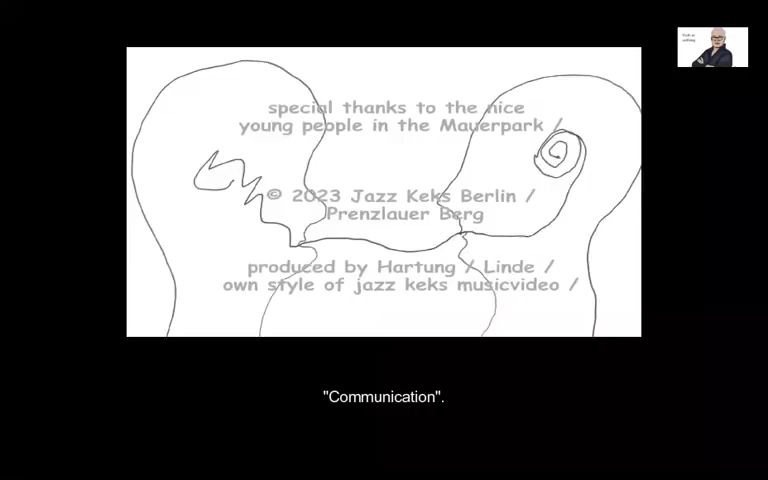 special thanks to the nice
young people in the Mauerpark /
© 2023 Jazz Keks Berlin /
Prenzlauer Berg
produced by Hartung / Linde /
own style of jazz keks musicvideo /
"Communication".